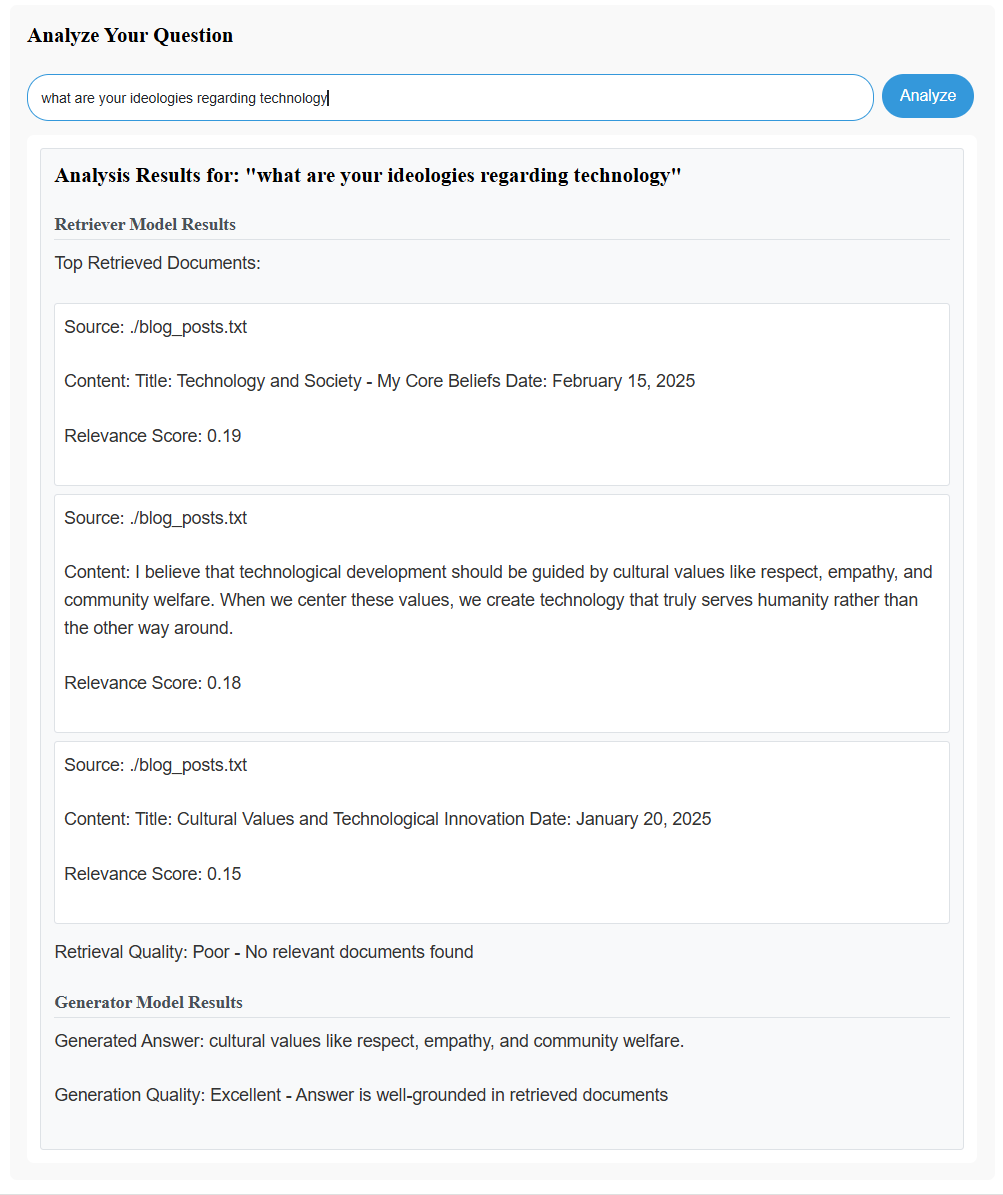 Analyze Your Question
what are your ideologies regarding technology
Analyze
Analysis Results for: "what are your ideologies regarding technology"
Retriever Model Results
Top Retrieved Documents:
Source: ./blog_posts.txt
Content: Title: Technology and Society - My Core Beliefs Date: February 15, 2025
Relevance Score: 0.19
Source: ./blog_posts.txt
Content: I believe that technological development should be guided by cultural values like respect, empathy, and
community welfare. When we center these values, we create technology that truly serves humanity rather than
the other way around.
Relevance Score: 0.18
Source: ./blog_posts.txt
Content: Title: Cultural Values and Technological Innovation Date: January 20, 2025
Relevance Score: 0.15
Retrieval Quality: Poor - No relevant documents found
Generator Model Results
Generated Answer: cultural values like respect, empathy, and community welfare.
Generation Quality: Excellent - Answer is well-grounded in retrieved documents